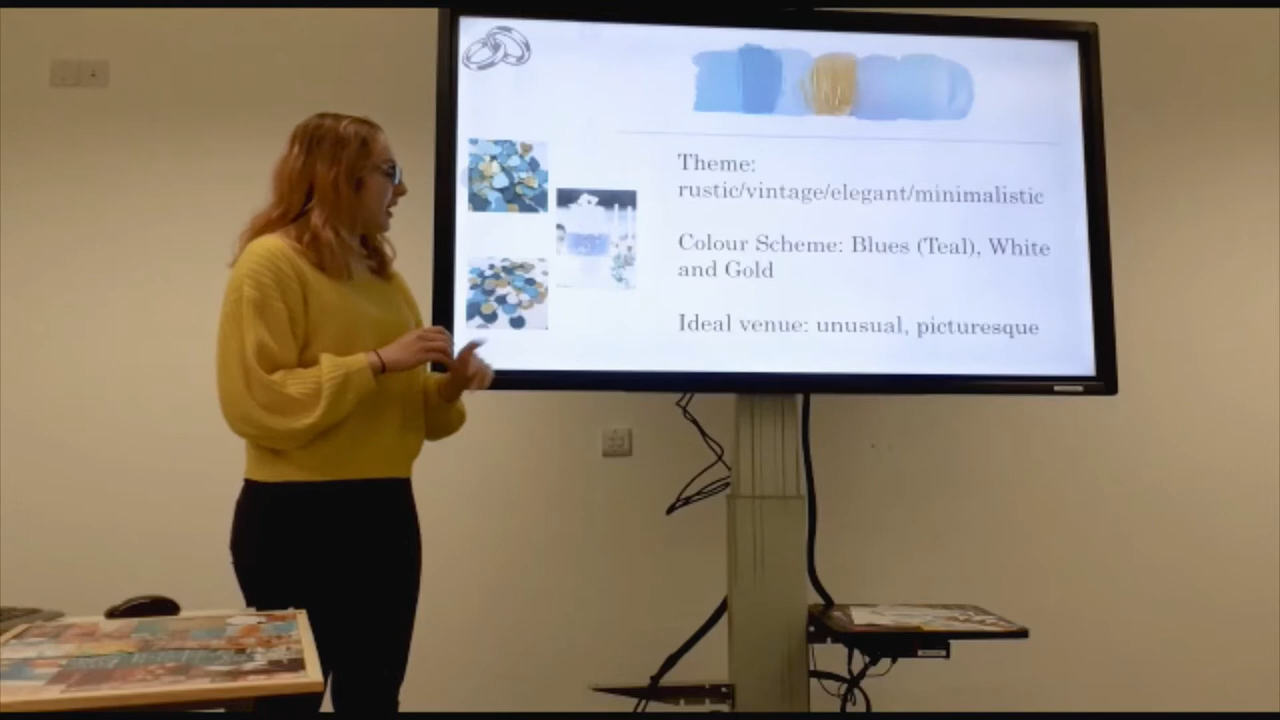 Theme:
rustic/vintage/elegant/minimalistic
Colour Scheme: Blues (Teal), White
and Gold
Ideal venue: unusual, picturesque